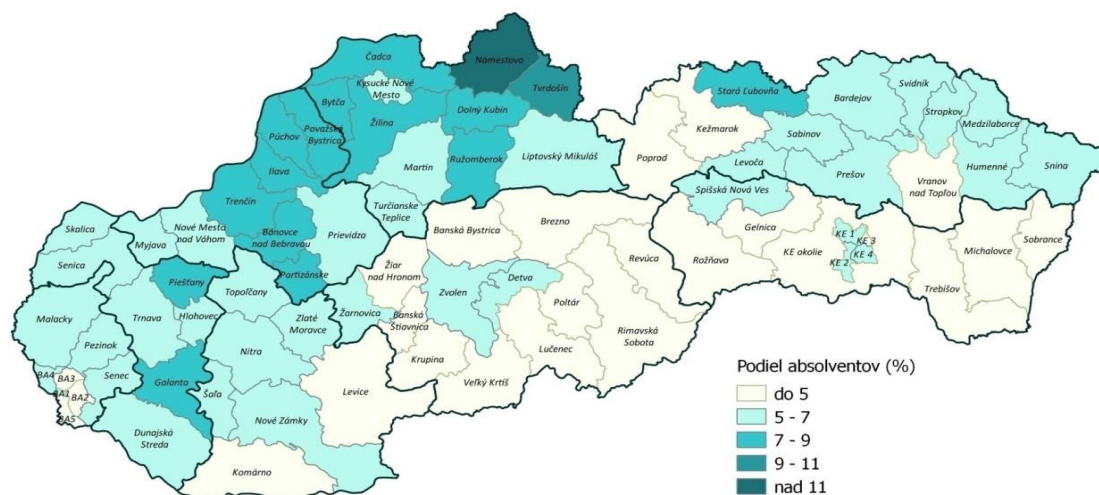 Čadca
Námestovo
Kysucké Nové
Mesto
Tvrdošín
Bytča
Dolný Kubín
Stará Ľubovňa
Svidník
Bardejov
Stropkov
Medzilaborce
Považská
Bystrica
Púchov
Žilina
Kežmarok
Sabinov
Ružomberok
Liptovský Mikuláš
Poprad
Levoča
Prešov
Humenné
Snina
Ilava
Martin
Vranov
nad Topľou
Trenčín
Turčianske
Teplice
Spišská Nová Ves
Nové Mesto
nad Váhom
Bánovce
nad Bebravou
Prievidza
Banská Bystrica
Brezno
Gelnica
Skalica
Myjava
KE 1
KE 3
KE okolie
KE 2
KE 4
Sobrance
Michalovce
Senica
Partizánske
Žiar
nad Hronom
Revúca
Rožňava
Piešťany
Topoľčany
Zvolen
Detva
Trebišov
Malacky
Trnava
Hlohovec
Zlaté
Moravce
Žarnovica
Banská
Štiavnica
Poltár
Rimavská
Sobota
Pezinok
Nitra
Krupina
Lučenec
BA4
BA3
Senec
Galanta
Šaľa
Levice
Veľký Krtíš
BA1
BA2
BA5
Nové Zámky
Dunajská
Streda
Komárno
Podiel absolventov (%)
do 5
5 - 7
7 - 9
9 - 11
nad 11